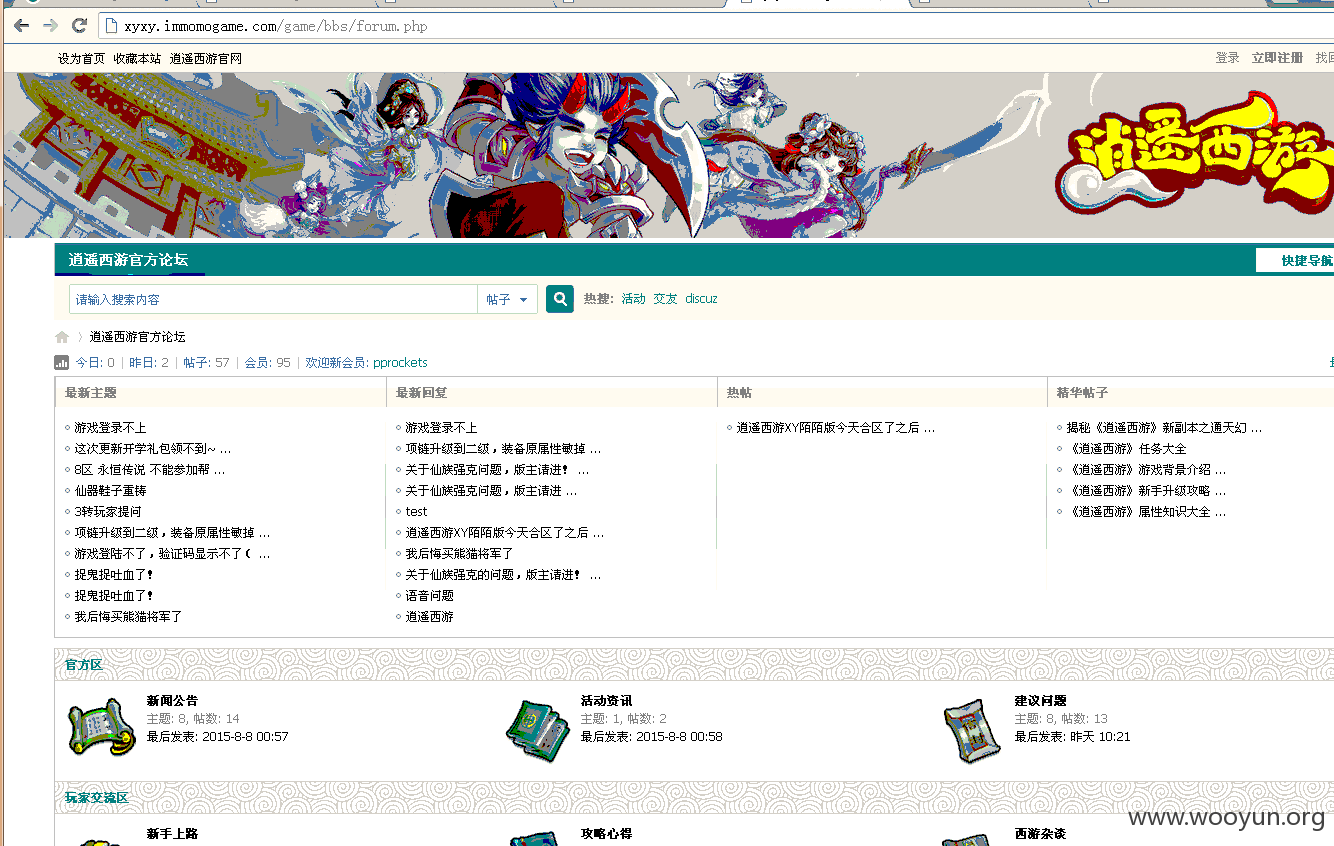 xyxy.immomogame.com/game/bbs/forum.php
设为首页 收藏本站 逍遥西游官网
登录 立即注册 找回
逍遥西游
逍遥西游官方论坛
快捷导航
请输入搜索内容 帖子 热搜: 活动 交友 discuz
逍遥西游官方论坛
今日: 0 | 昨日: 2 | 帖子: 57 | 会员: 95 | 欢迎新会员: pprockets
最新主题
游戏登录不上
这次更新开学礼包领不到~ ...
8区 永恒传说 不能参加帮 ...
仙器鞋子重铸
3转玩家提问
项链升级到二级，装备原属性敏掉 ...
游戏登陆不了，验证码显示不了( ...
捉鬼捉吐血了！
捉鬼捉吐血了！
我后悔买熊猫将军了
最新回复
游戏登录不上
项链升级到二级，装备原属性敏掉 ...
关于仙族强克问题，版主请进！ ...
关于仙族强克问题，版主请进 ...
test
逍遥西游XY陌陌版今天合区了之后 ...
我后悔买熊猫将军了
关于仙族强克的问题，版主请进！ ...
语音问题
逍遥西游
热帖
逍遥西游XY陌陌版今天合区了之后 ...
精华帖子
揭秘《逍遥西游》新副本之通天幻 ...
《逍遥西游》任务大全
《逍遥西游》游戏背景介绍 ...
《逍遥西游》新手升级攻略 ...
《逍遥西游》属性知识大全 ...
官方区
新闻公告
主题: 8, 帖数: 14
最后发表: 2015-8-8 00:57
活动资讯
主题: 1, 帖数: 2
最后发表: 2015-8-8 00:58
建议问题
主题: 8, 帖数: 13
最后发表: 昨天 10:21
玩家交流区
新手上路
攻略心得
西游杂谈
www.wooyun.org